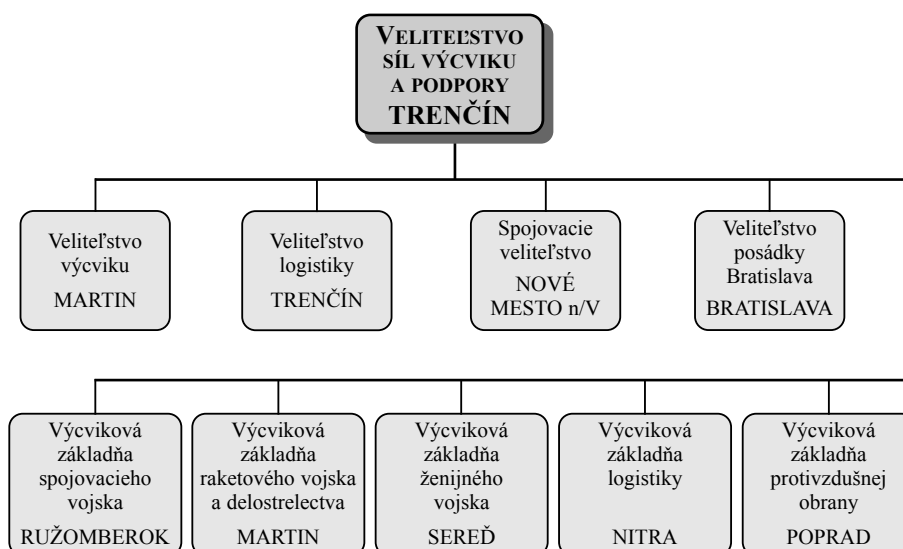 VELITEĽSTVO
SÍL VÝCVIKU
A PODPORY
TRENČÍN
Veliteľstvo
výcviku
MARTIN
Veliteľstvo
logistiky
TRENČÍN
Spojovacie
veliteľstvo
NOVÉ
MESTO n/V
Veliteľstvo
posádky
Bratislava
BRATISLAVA
Výcviková
základňa
spojovacieho
vojska
RUŽOMBEROK
Výcviková
základňa
raketového vojska
a delostrelectva
MARTIN
Výcviková
základňa
ženijného
vojska
SEREĎ
Výcviková
základňa
logistiky
NITRA
Výcviková
základňa
protivzdušnej
obrany
POPRAD